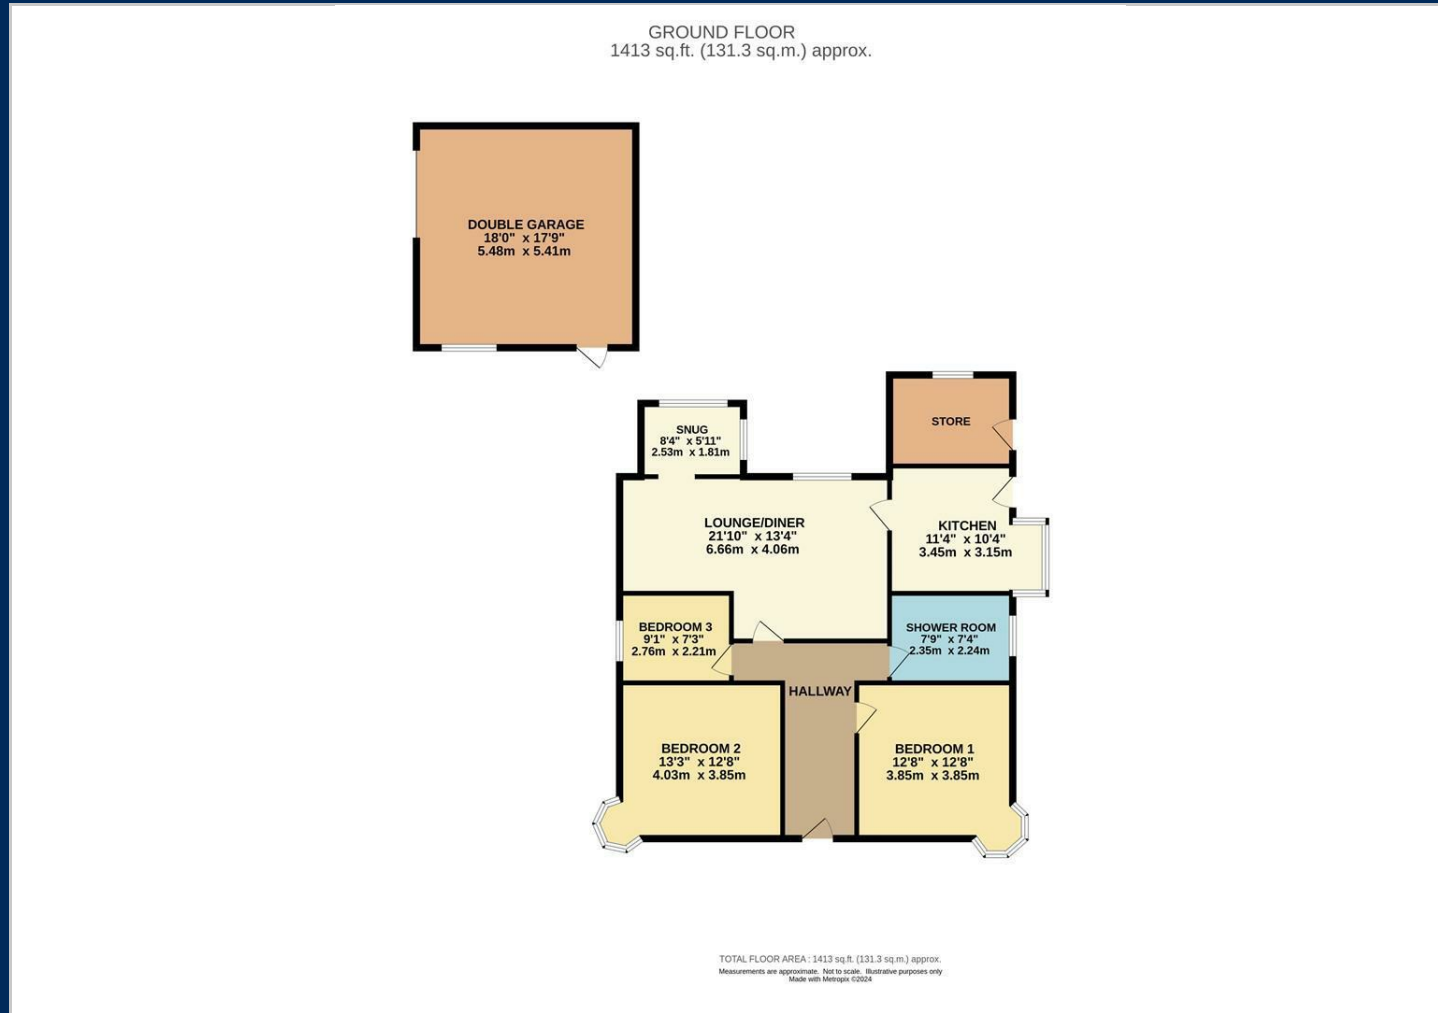 GROUND FLOOR
1413 sq.ft. (131.3 sq.m.) approx.
DOUBLE GARAGE
18'0" x 17'9"
5.48m x 5.41m
STORE
SNUG
8'4" x 5'11"
2.53m x 1.81m
LOUNGE/DINER
21'10" x 13'4"
6.66m x 4.06m
KITCHEN
11'4" x 10'4"
3.45m x 3.15m
BEDROOM 3
9'1" x 7'3"
2.76m x 2.21m
SHOWER ROOM
7'9" x 7'4"
2.35m x 2.24m
HALLWAY
BEDROOM 2
13'3" x 12'8"
4.03m x 3.85m
BEDROOM 1
12'8" x 12'8"
3.85m x 3.85m
TOTAL FLOOR AREA : 1413 sq.ft. (131.3 sq.m.) approx.
Measurements are approximate. Not to scale. Illustrative purposes only
Made with Metropix ©2024